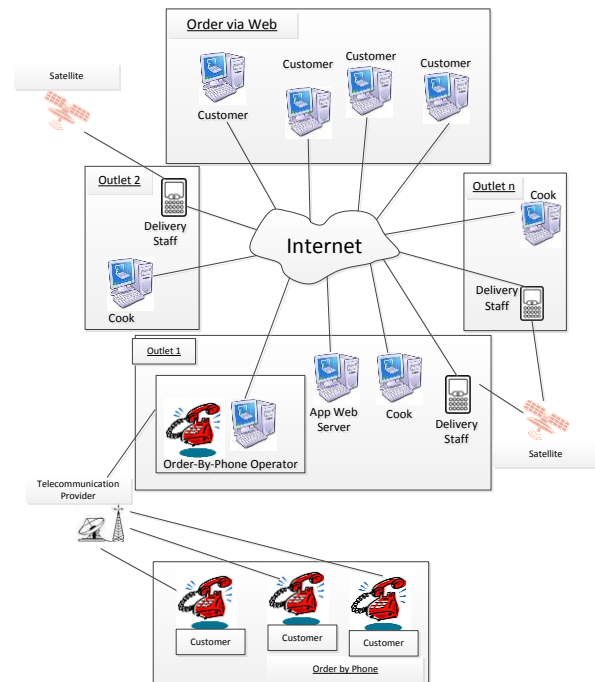 Order via Web
Customer
Customer
Customer
Customer
Satellite
Outlet 2
Delivery
Staff
Cook
Internet
Outlet n
Cook
Delivery
Staff
Outlet 1
App Web
Server
Cook
Delivery
Staff
Order-By-Phone Operator
Satellite
Telecommunication
Provider
Customer
Customer
Customer
Order by Phone